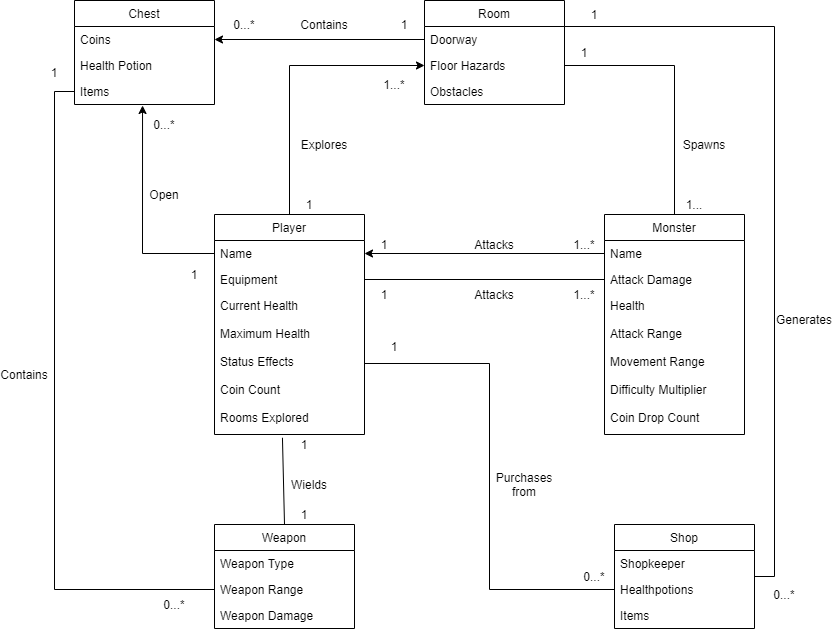 Chest
Coins
Health Potion
Items
0...*
Contains
1
Room
Doorway
Floor Hazards
Obstacles
1
1
1
0...*
1...*
Explores
Spawns
Open
1
1...
Player
Name
Equipment
Current Health
Maximum Health
Status Effects
Coin Count
Rooms Explored
1
1
Attacks
1...*
1
Attacks
1...*
Monster
Name
Attack Damage
Health
Attack Range
Movement Range
Difficulty Multiplier
Coin Drop Count
Generates
1
Contains
1
Wields
1
Purchases
from
Weapon
Weapon Type
Weapon Range
Weapon Damage
0...*
Shop
Shopkeeper
Healthpotions
Items
0...*
0...*